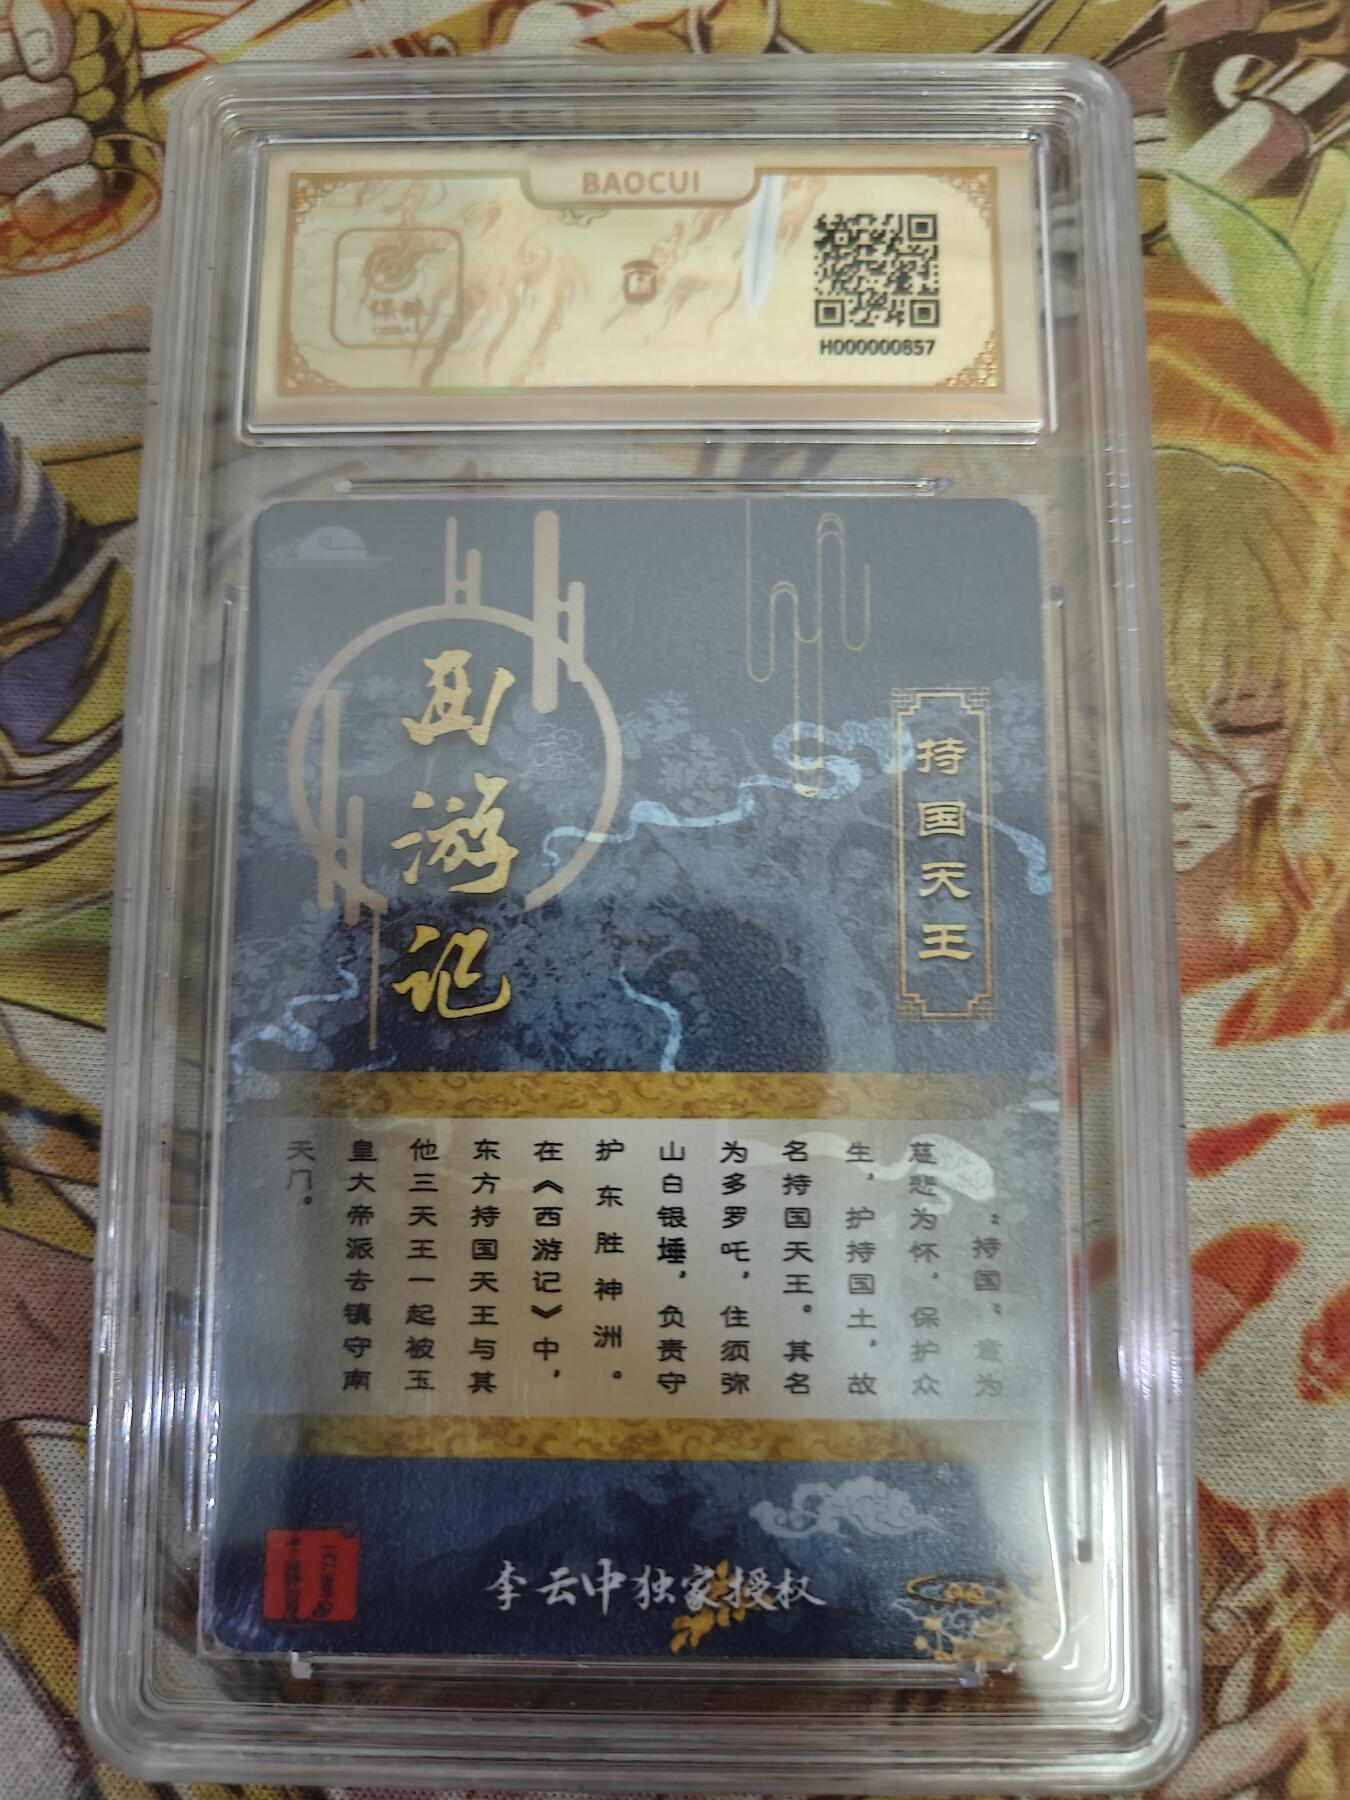 BAOCUI
保粹
H000000857
西游记
持国天王
：持国，意为
慈悲为怀，保护众
生，护持国土，故
名持国天王。其名
为多罗吒，住须弥
山白银埵，负责守
护东胜神洲。
在《西游记》中，
东方持国天王与其
他三天王一起被玉
皇大帝派去镇守南
天门。
李云中独家授权